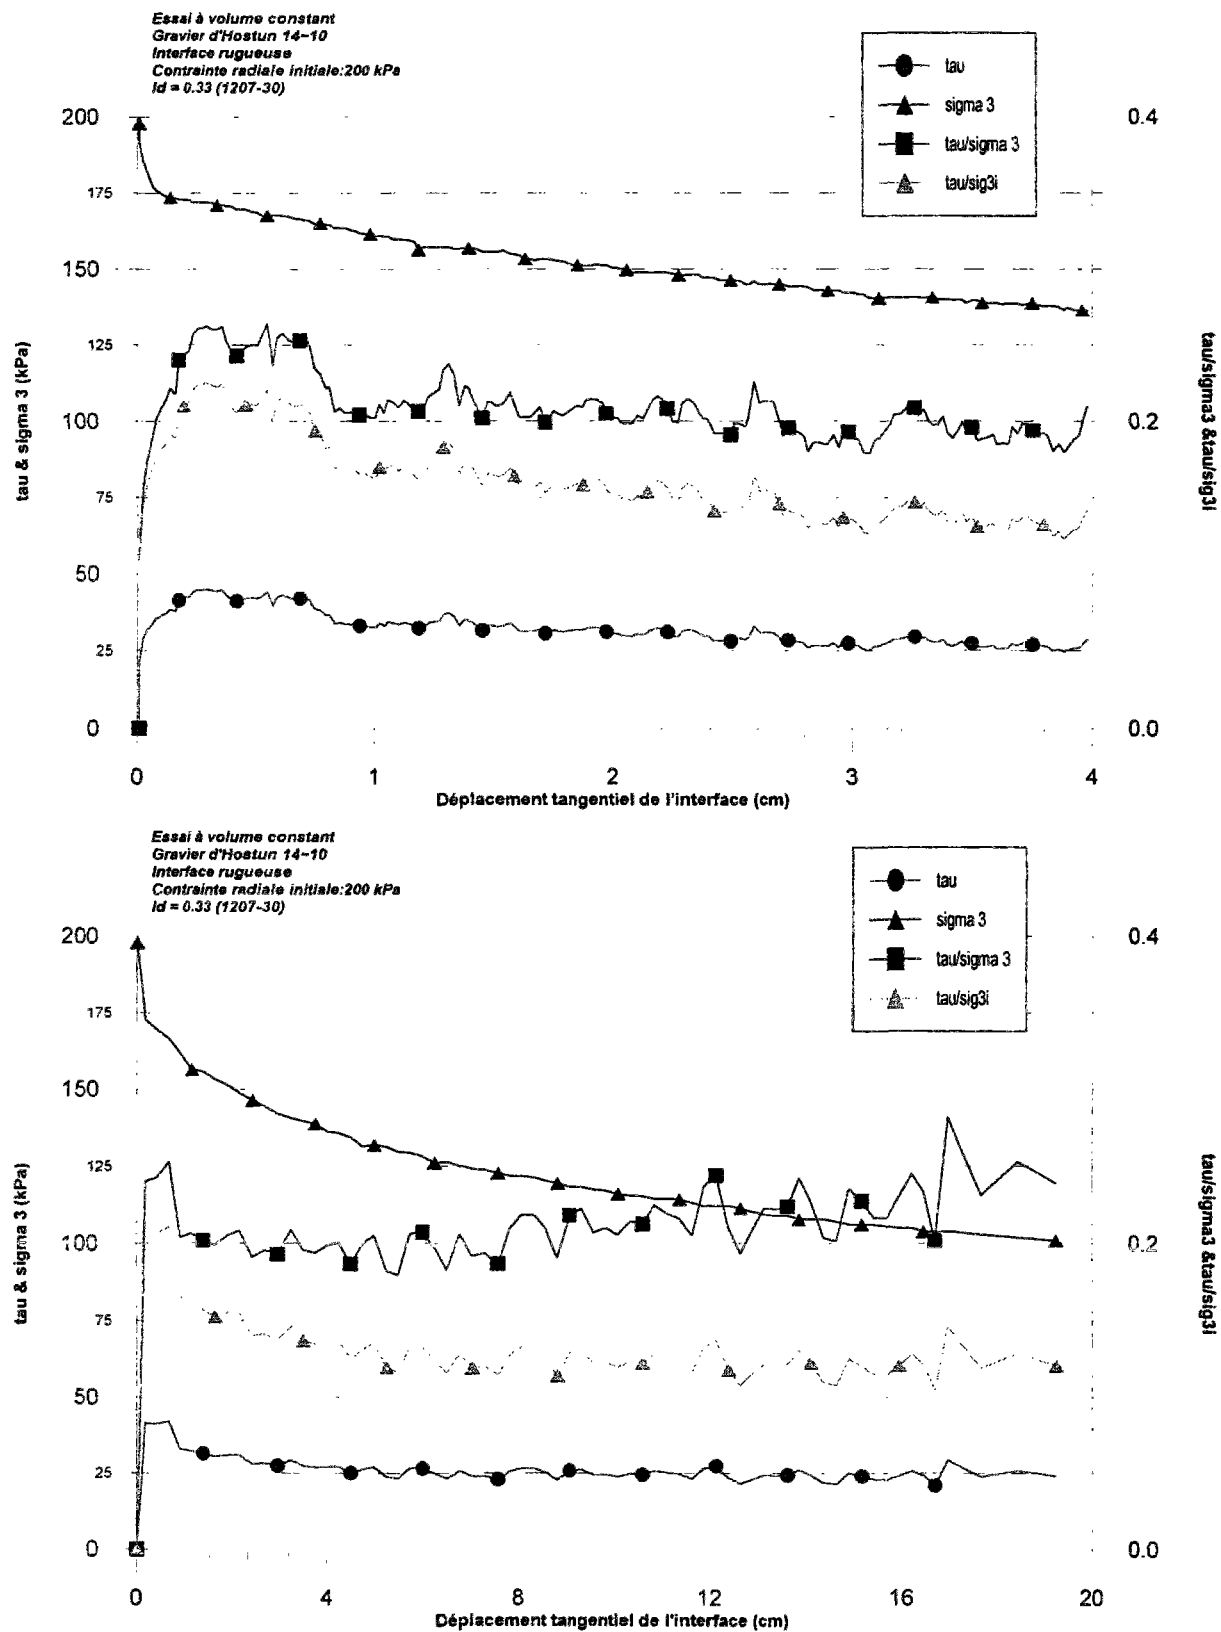 Essai à volume constant
Gravier d'Hostun 14~10
Interface rugueuse
Contrainte radiale initiale:200 kPa
Id = 0.33 (1207-30)
tau
sigma 3
tau/sigma 3
tau/sig3i
200
175
150
125
100
75
50
25
0
0.4
0.2
0.0
tau & sigma 3 (kPa)
tau/sigma3 &tau/sig3i
0 1 2 3 4
Déplacement tangentiel de l'interface (cm)
Essai à volume constant
Gravier d'Hostun 14~10
Interface rugueuse
Contrainte radiale initiale:200 kPa
Id = 0.33 (1207-30)
tau
sigma 3
tau/sigma 3
tau/sig3i
200
175
150
125
100
75
50
25
0
0.4
0.2
0.0
tau & sigma 3 (kPa)
tau/sigma3 &tau/sig3i
0 4 8 12 16 20
Déplacement tangentiel de l'interface (cm)